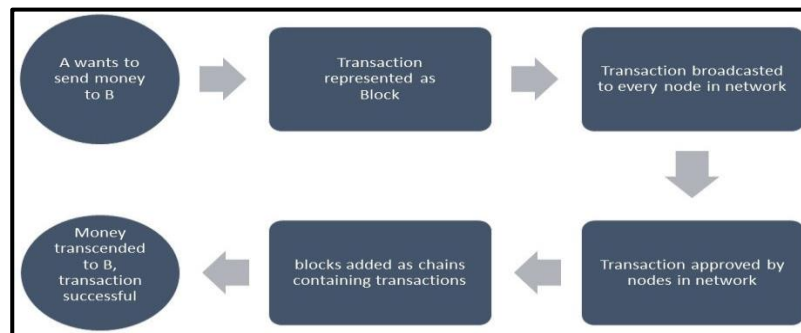 A wants to
send money
to B
Transaction
represented as
Block
Transaction broadcasted
to every node in network
Transaction approved by
nodes in network
blocks added as chains
containing transactions
Money
transcended
to B,
transaction
successful